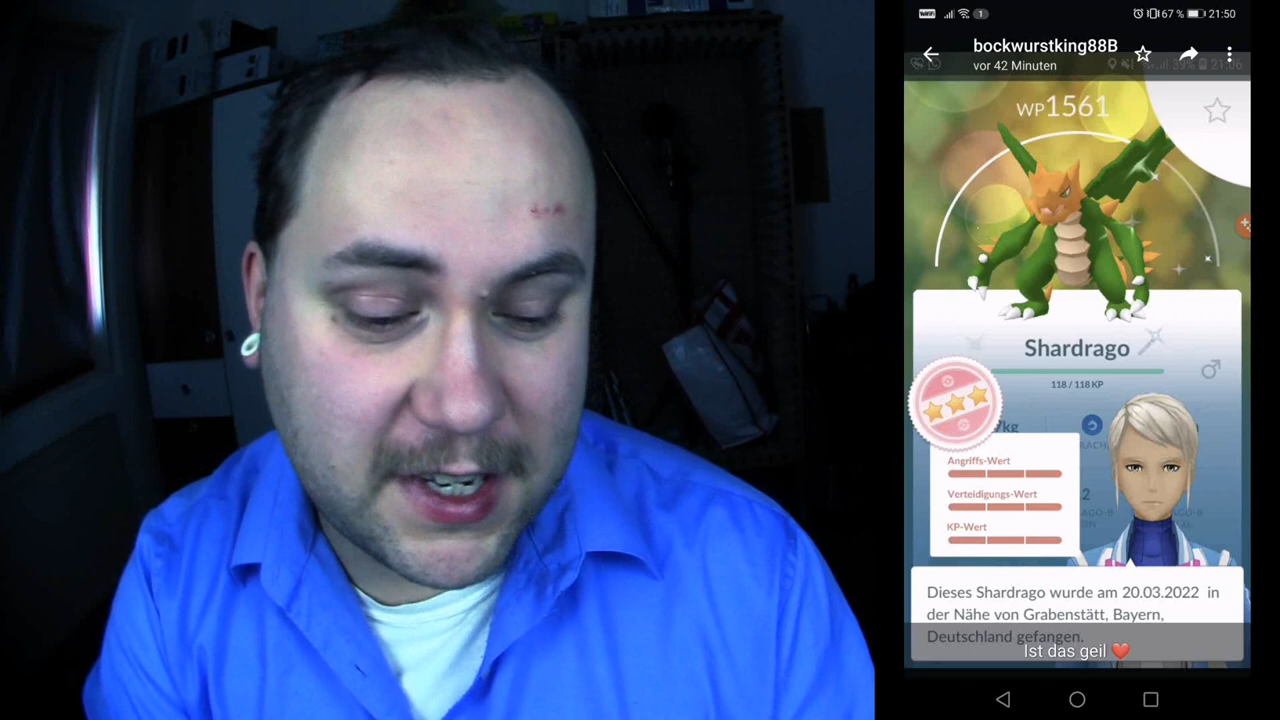 67 % 21:50
bockwurstking88B
vor 42 Minuten
WP1561
Shardrago
118 / 118 KP
Angriffs-Wert
Verteidigungs-Wert
KP-Wert
Dieses Shardrago wurde am 20.03.2022 in
der Nähe von Grabenstätt, Bayern,
Deutschland gefangen.
Ist das geil ❤️